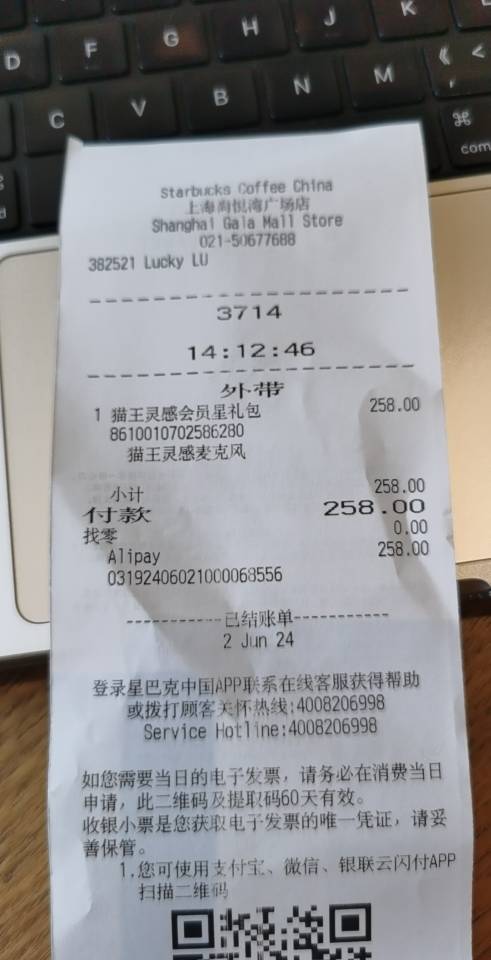 D F G H J K
C V B N M 《 <
,
⌘
com
d
Starbucks Coffee China
上海尚悦湾广场店
Shanghai Gala Mall Store
021-50677688
382521 Lucky LU
3714
14:12:46
外带
1 猫王灵感会员星礼包 258.00
8610010702586280
猫王灵感麦克风
小计 258.00
付款 258.00
找零 0.00
Alipay 258.00
03192406021000068556
------------已结账单------------
2 Jun 24
登录星巴克中国APP联系在线客服获得帮助
或拨打顾客关怀热线:4008206998
Service Hotline:4008206998
如您需要当日的电子发票，请务必在消费当日
申请，此二维码及提取码60天有效。
收银小票是您获取电子发票的唯一凭证，请妥
善保管。
1.您可使用支付宝、微信、银联云闪付APP
扫描二维码